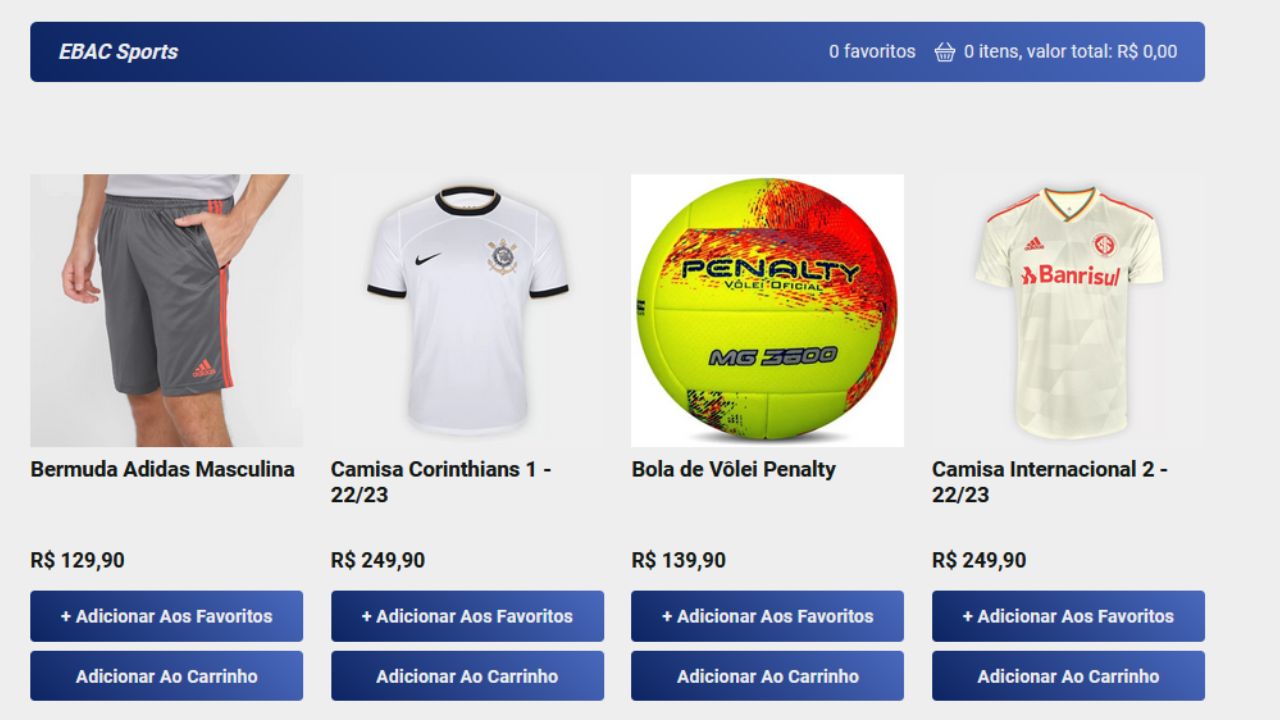 EBAC Sports
0 favoritos 0 itens, valor total: R$ 0,00
adidas
PENALTY
VÔLEI OFICIAL
MG 3600
Banrisul
Bermuda Adidas Masculina
Camisa Corinthians 1 -
22/23
Bola de Vôlei Penalty
Camisa Internacional 2 -
22/23
R$ 129,90
R$ 249,90
R$ 139,90
R$ 249,90
+ Adicionar Aos Favoritos
+ Adicionar Aos Favoritos
+ Adicionar Aos Favoritos
+ Adicionar Aos Favoritos
Adicionar Ao Carrinho
Adicionar Ao Carrinho
Adicionar Ao Carrinho
Adicionar Ao Carrinho